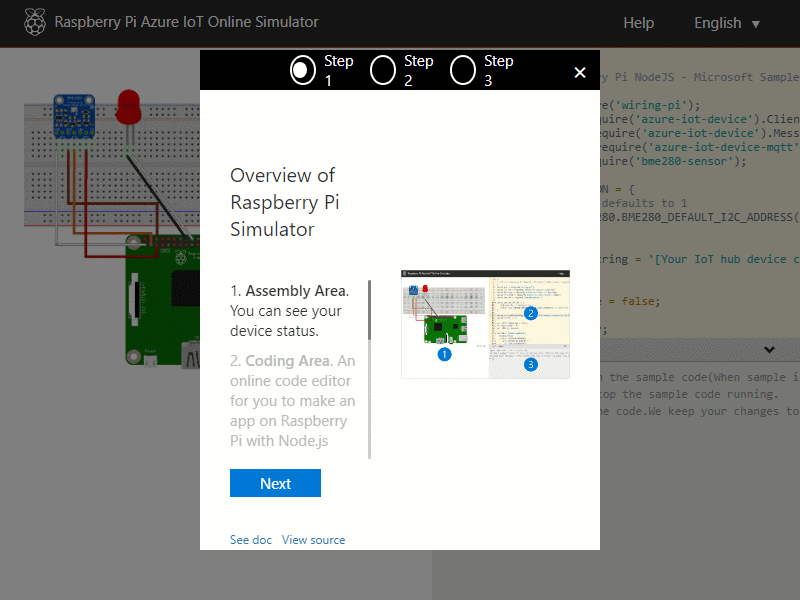 Raspberry Pi Azure IoT Online Simulator
Help
English
Step 1
Step 2
Step 3
Overview of
Raspberry Pi
Simulator
1. Assembly Area.
You can see your
device status.
2. Coding Area. An
online code editor
for you to make an
app on Raspberry
Pi with Node.js
Next
See doc View source
1
2
3
y Pi NodeJS - Microsoft Sample
re('wiring-pi');
quire('azure-iot-device').Clien
equire('azure-iot-device').Mess
require('azure-iot-device-mqtt'
quire('bme280-sensor');
ON = {
defaults to 1
80.BME280_DEFAULT_I2C_ADDRESS(
tring = '[Your IoT hub device c
r = false;
;
n the sample code(When sample i
top the sample code running.
he code.We keep your changes to